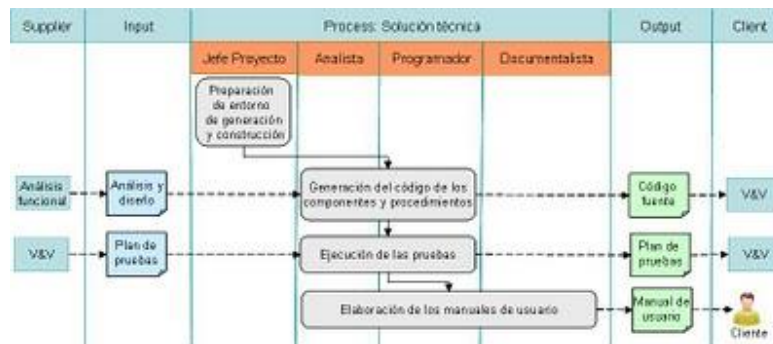 Supplier
Input
Process: Solución técnica
Output
Client
Jefe Proyecto
Analista
Programador
Documentalista
Preparación
de entorno
de generación
y construcción
Análisis
funcional
Análisis y
diseño
Generación del código de los
componentes y procedimientos
Código
fuente
V&V
V&V
Plan de
pruebas
Ejecución de las pruebas
Plan de
pruebas
V&V
Elaboración de los manuales de usuario
Manual de
usuario
Cliente